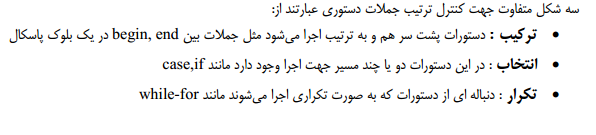 سه شکل متفاوت جهت کنترل ترتیب جملات دستوری عبارتند از:
• ترکیب : دستورات پشت سر هم و به ترتیب اجرا می‌شود مثل جملات بین begin, end در یک بلوک پاسکال
• انتخاب : در این دستورات دو یا چند مسیر جهت اجرا وجود دارد مانند case,if
• تکرار : دنباله ای از دستورات که به صورت تکراری اجرا می‌شوند مانند while-for